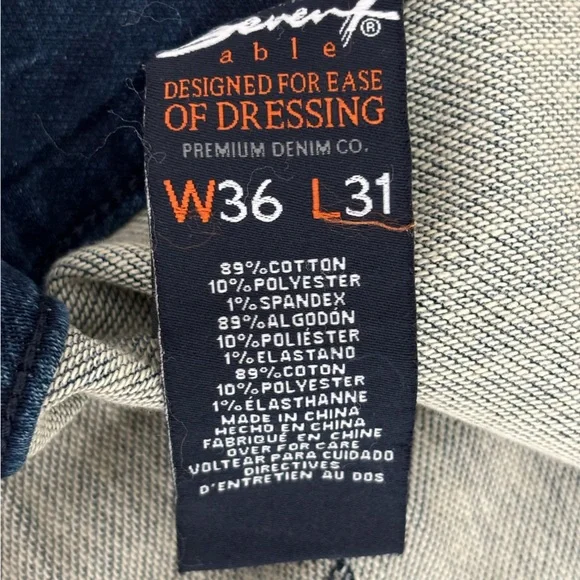 Seven7®
able
DESIGNED FOR EASE
OF DRESSING
PREMIUM DENIM CO.
W36 L31
89%COTTON
10%POLYESTER
1%SPANDEX
89%ALGODÓN
10%POLIÉSTER
1%ELASTANO
89%COTON
10%POLYESTER
1%ÉLASTHANNE
MADE IN CHINA
HECHO EN CHINA
FABRIQUÉ EN CHINE
OVER FOR CARE
VOLTEAR PARA CUIDADO
DIRECTIVES
D'ENTRETIEN AU DOS